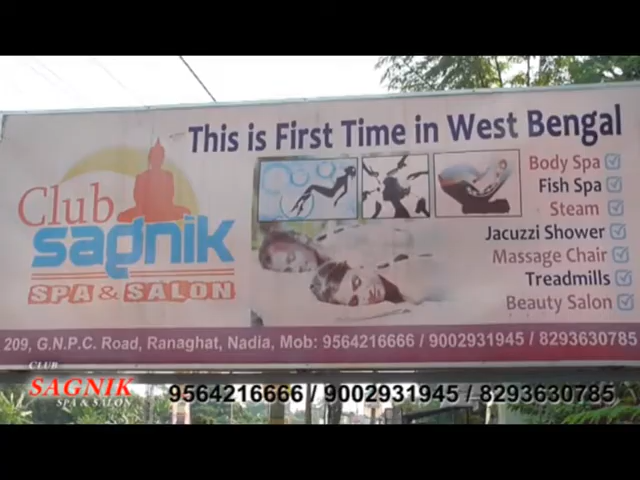 This is First Time in West Bengal
Club
sagnik
SPA & SALON
Body Spa
Fish Spa
Steam
Jacuzzi Shower
Massage Chair
Treadmills
Beauty Salon
209, G.N.P.C. Road, Ranaghat, Nadia, Mob: 9564216666 / 9002931945 / 8293630785
CLUB
SAGNIK
SPA & SALON
9564216666 / 9002931945 / 8293630785